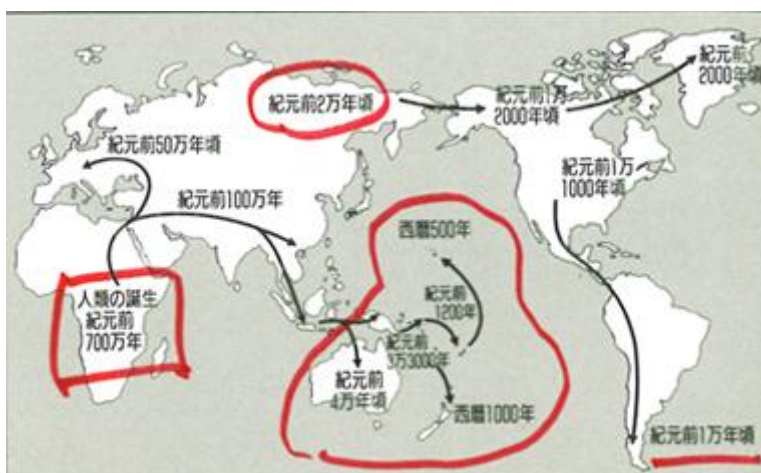 紀元前
2000年頃
紀元前2万年頃
紀元前1万
2000年頃
紀元前50万年頃
紀元前1万
1000年頃
紀元前100万年
西暦500年
人類の誕生
紀元前
700万年
紀元前
1200年
紀元前
3万3000年
紀元前
4万年頃
西暦1000年
紀元前1万年頃